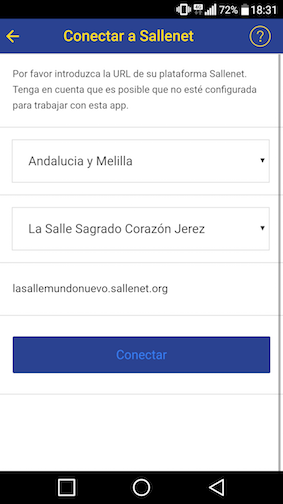 4G 72% 18:31
Conectar a Sallenet ?
Por favor introduzca la URL de su plataforma Sallenet.
Tenga en cuenta que es posible que no esté configurada
para trabajar con esta app.
Andalucia y Melilla
La Salle Sagrado Corazón Jerez
lasallemundonuevo.sallenet.org
Conectar